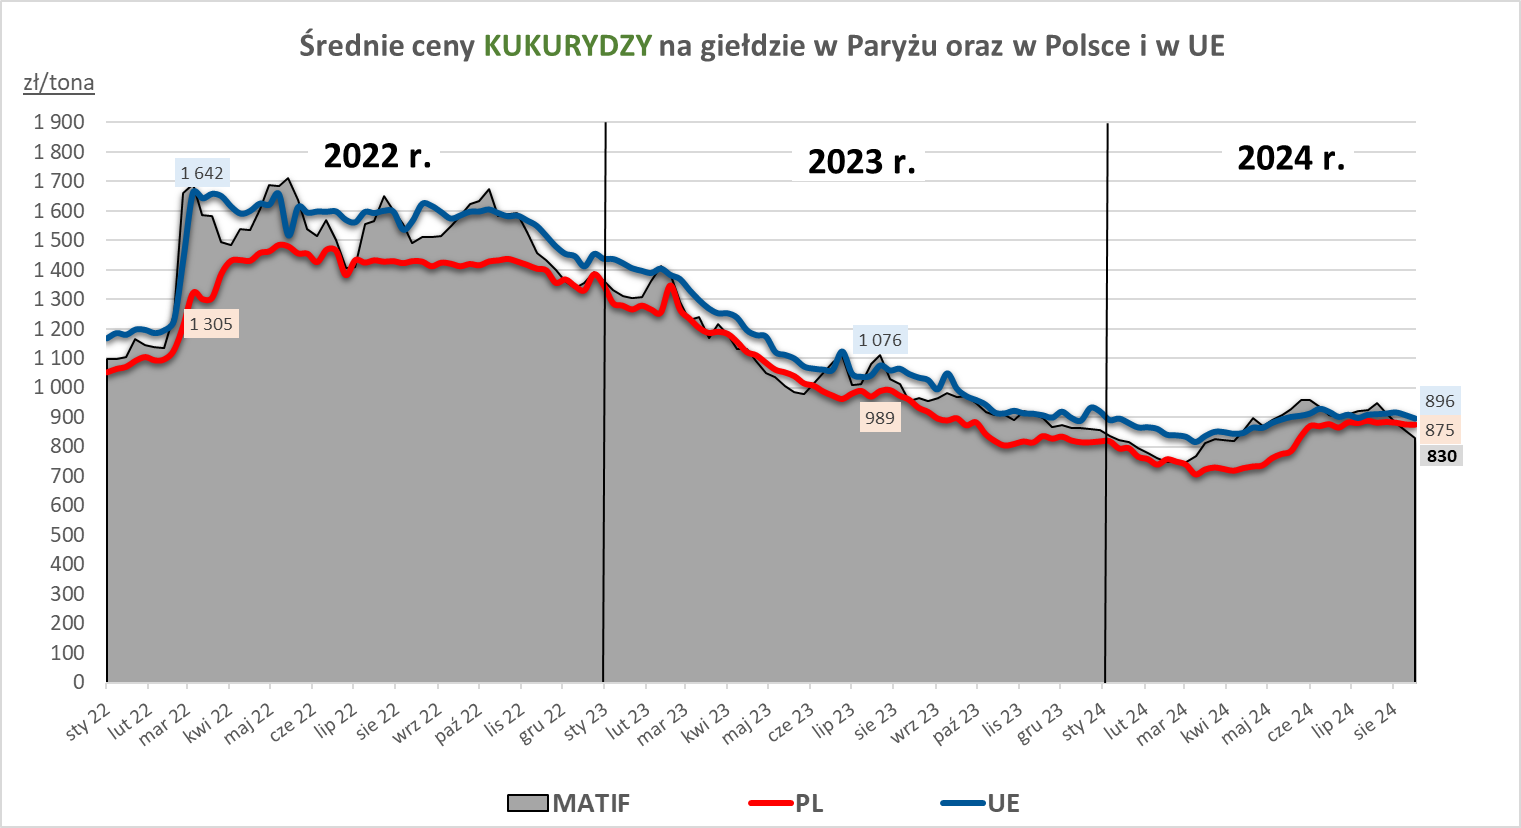 Średnie ceny KUKURYDZY na giełdzie w Paryżu oraz w Polsce i w UE
zł/tona
2022 r.
2023 r.
2024 r.
1 900
1 800
1 700
1 600
1 500
1 400
1 300
1 200
1 100
1 000
900
800
700
600
500
400
300
200
100
0
1 642
1 305
1 076
989
896
875
830
sty 22
lut 22
mar 22
kwi 22
maj 22
cze 22
lip 22
sie 22
wrz 22
paź 22
lis 22
gru 22
sty 23
lut 23
mar 23
kwi 23
maj 23
cze 23
lip 23
sie 23
wrz 23
paź 23
lis 23
gru 23
sty 24
lut 24
mar 24
kwi 24
maj 24
cze 24
lip 24
sie 24
MATIF PL UE